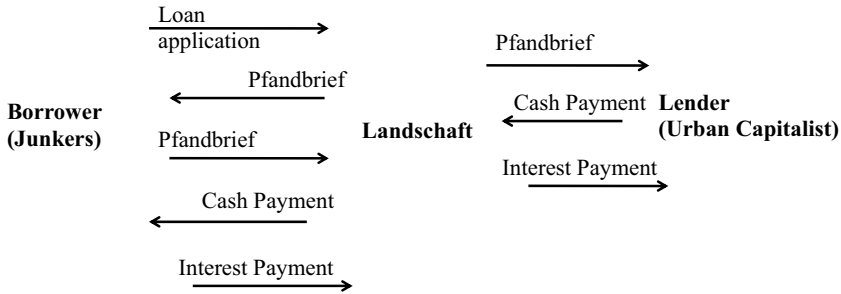 Loan
application
Pfandbrief
Pfandbrief
Cash Payment
Interest Payment
Borrower
(Junkers)
Landschaft
Pfandbrief
Cash Payment
Interest Payment
Lender
(Urban Capitalist)